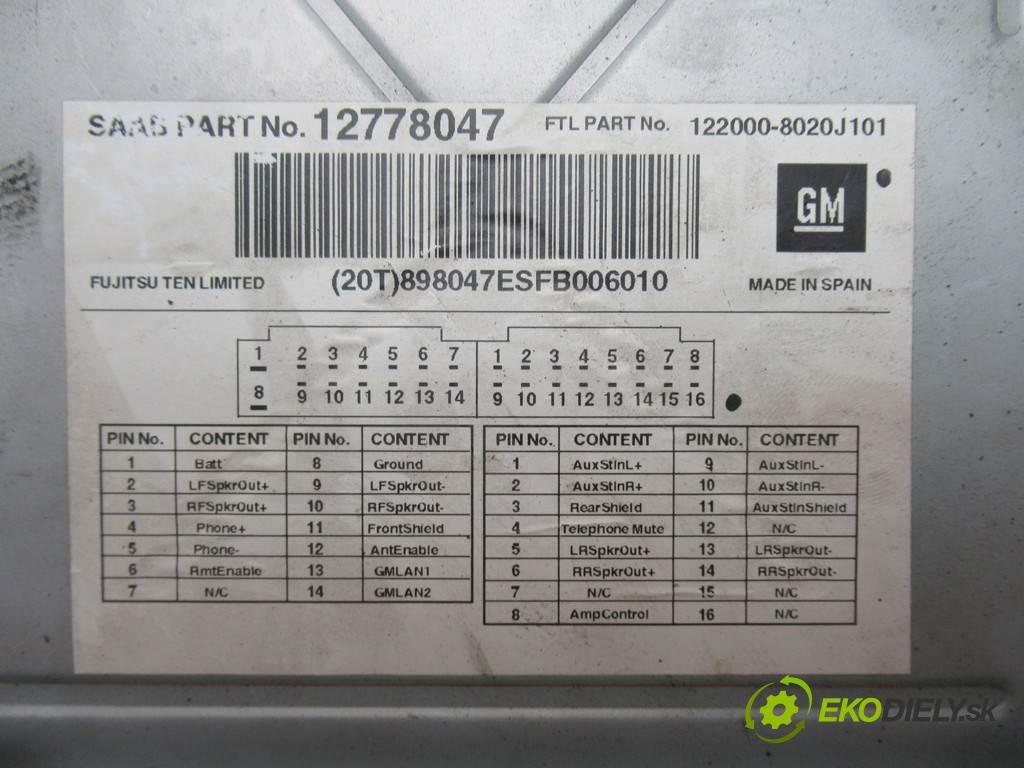 SAAB PART No. 12778047 FTL PART No. 122000-8020J101
GM
FUJITSU TEN LIMITED (20T)898047ESFB006010 MADE IN SPAIN
1 2 3 4 5 6 7 1 2 3 4 5 6 7 8
8 9 10 11 12 13 14 9 10 11 12 13 14 15 16
PIN No. CONTENT PIN No. CONTENT PIN No. CONTENT PIN No. CONTENT
1 Batt 8 Ground 1 AuxStInL+ 9 AuxStInL-
2 LFSpkrOut+ 9 LFSpkrOut- 2 AuxStInR+ 10 AuxStInR-
3 RFSpkrOut+ 10 RFSpkrOut- 3 RearShield 11 AuxStInShield
4 Phone+ 11 FrontShield 4 Telephone Mute 12 N/C
5 Phone- 12 AntEnable 5 LRSpkrOut+ 13 LRSpkrOut-
6 RmtEnable 13 GMLAN1 6 RRSpkrOut+ 14 RRSpkrOut-
7 N/C 14 GMLAN2 7 N/C 15 N/C
8 AmpControl 16 N/C
EKODIELY.sk